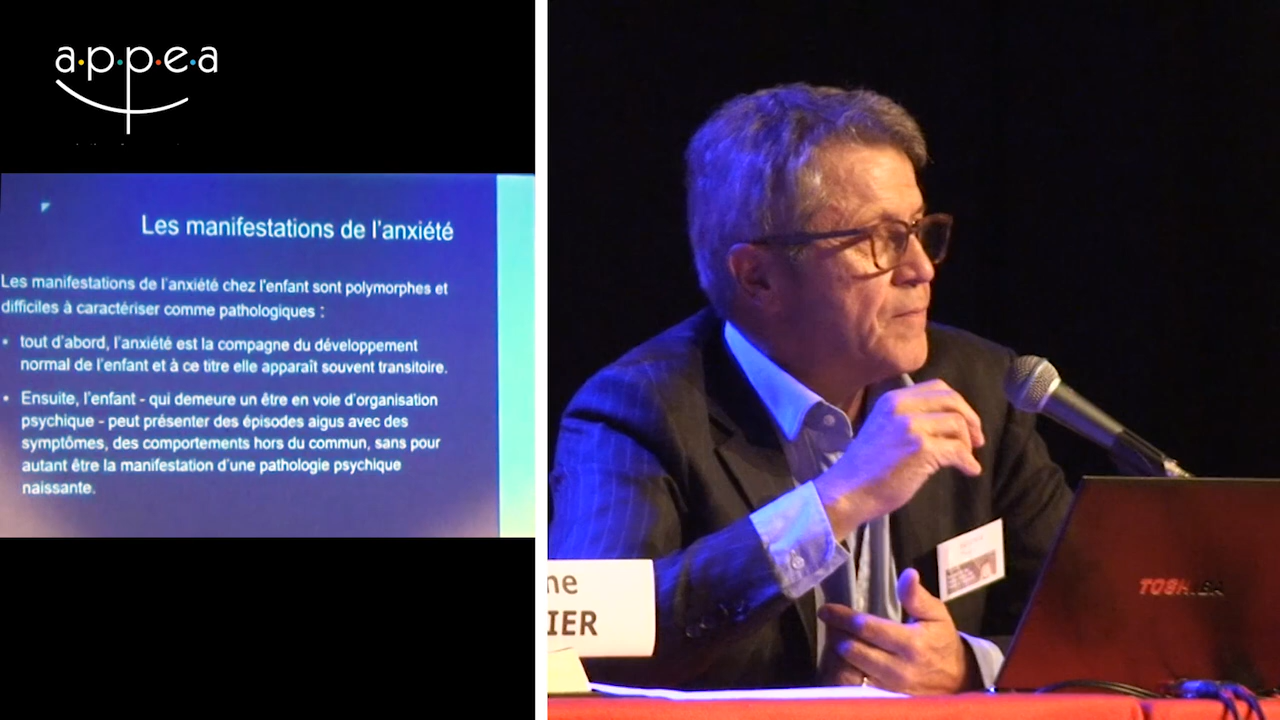 a·p·p·e·a
Les manifestations de l'anxiété
Les manifestations de l'anxiété chez l'enfant sont polymorphes et
difficiles à caractériser comme pathologiques :
• tout d'abord, l'anxiété est la compagne du développement
normal de l'enfant et à ce titre elle apparaît souvent transitoire.
• Ensuite, l'enfant - qui demeure un être en voie d'organisation
psychique - peut présenter des épisodes aigus avec des
symptômes, des comportements hors du commun, sans pour
autant être la manifestation d'une pathologie psychique
naissante.
ne
IER
TOSHIBA